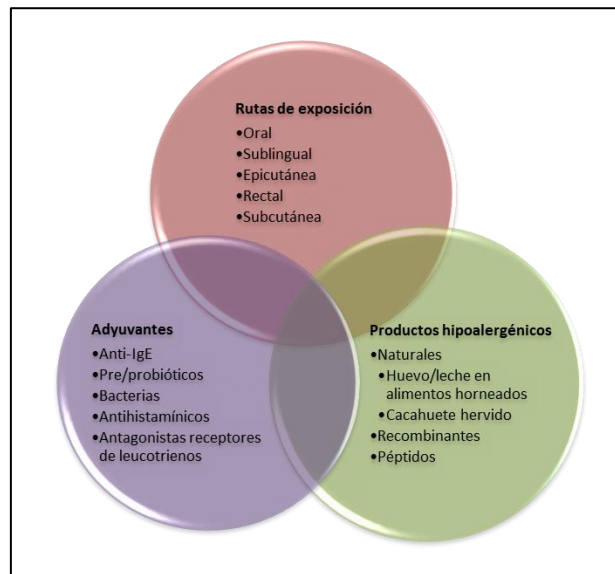 Rutas de exposición
•Oral
•Sublingual
•Epicutánea
•Rectal
•Subcutánea
Adyuvantes
•Anti-IgE
•Pre/probióticos
•Bacterias
•Antihistamínicos
•Antagonistas receptores
de leucotrienos
Productos hipoalergénicos
•Naturales
•Huevo/leche en
alimentos horneados
•Cacahuete hervido
•Recombinantes
•Péptidos